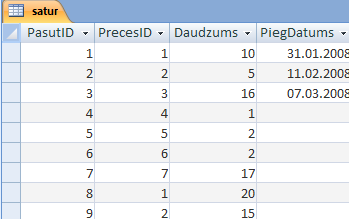 satur
PasutID PrecesID Daudzums PiegDatums
1 1 10 31.01.2008
2 2 5 11.02.2008
3 3 16 07.03.2008
4 4 1
5 5 2
6 6 2
7 7 17
8 1 20
9 2 15